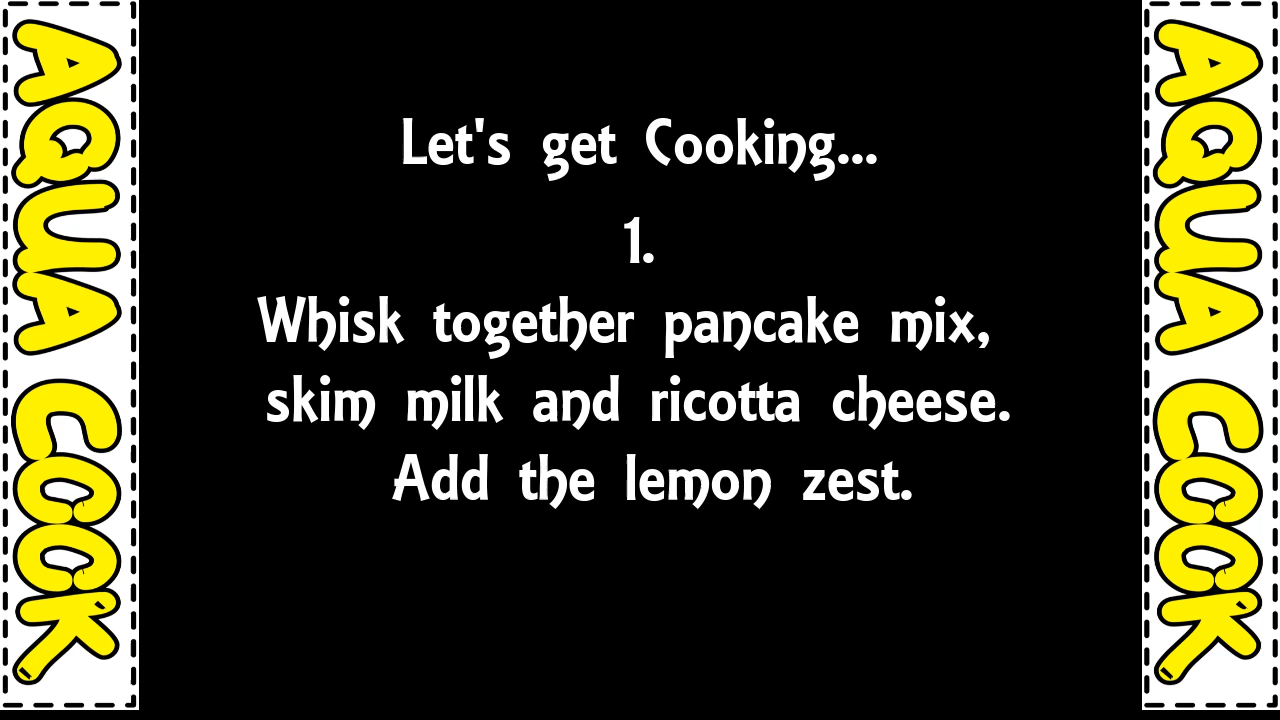 AQUA COOK
Let's get Cooking...
1.
Whisk together pancake mix,
skim milk and ricotta cheese.
Add the lemon zest.
AQUA COOK